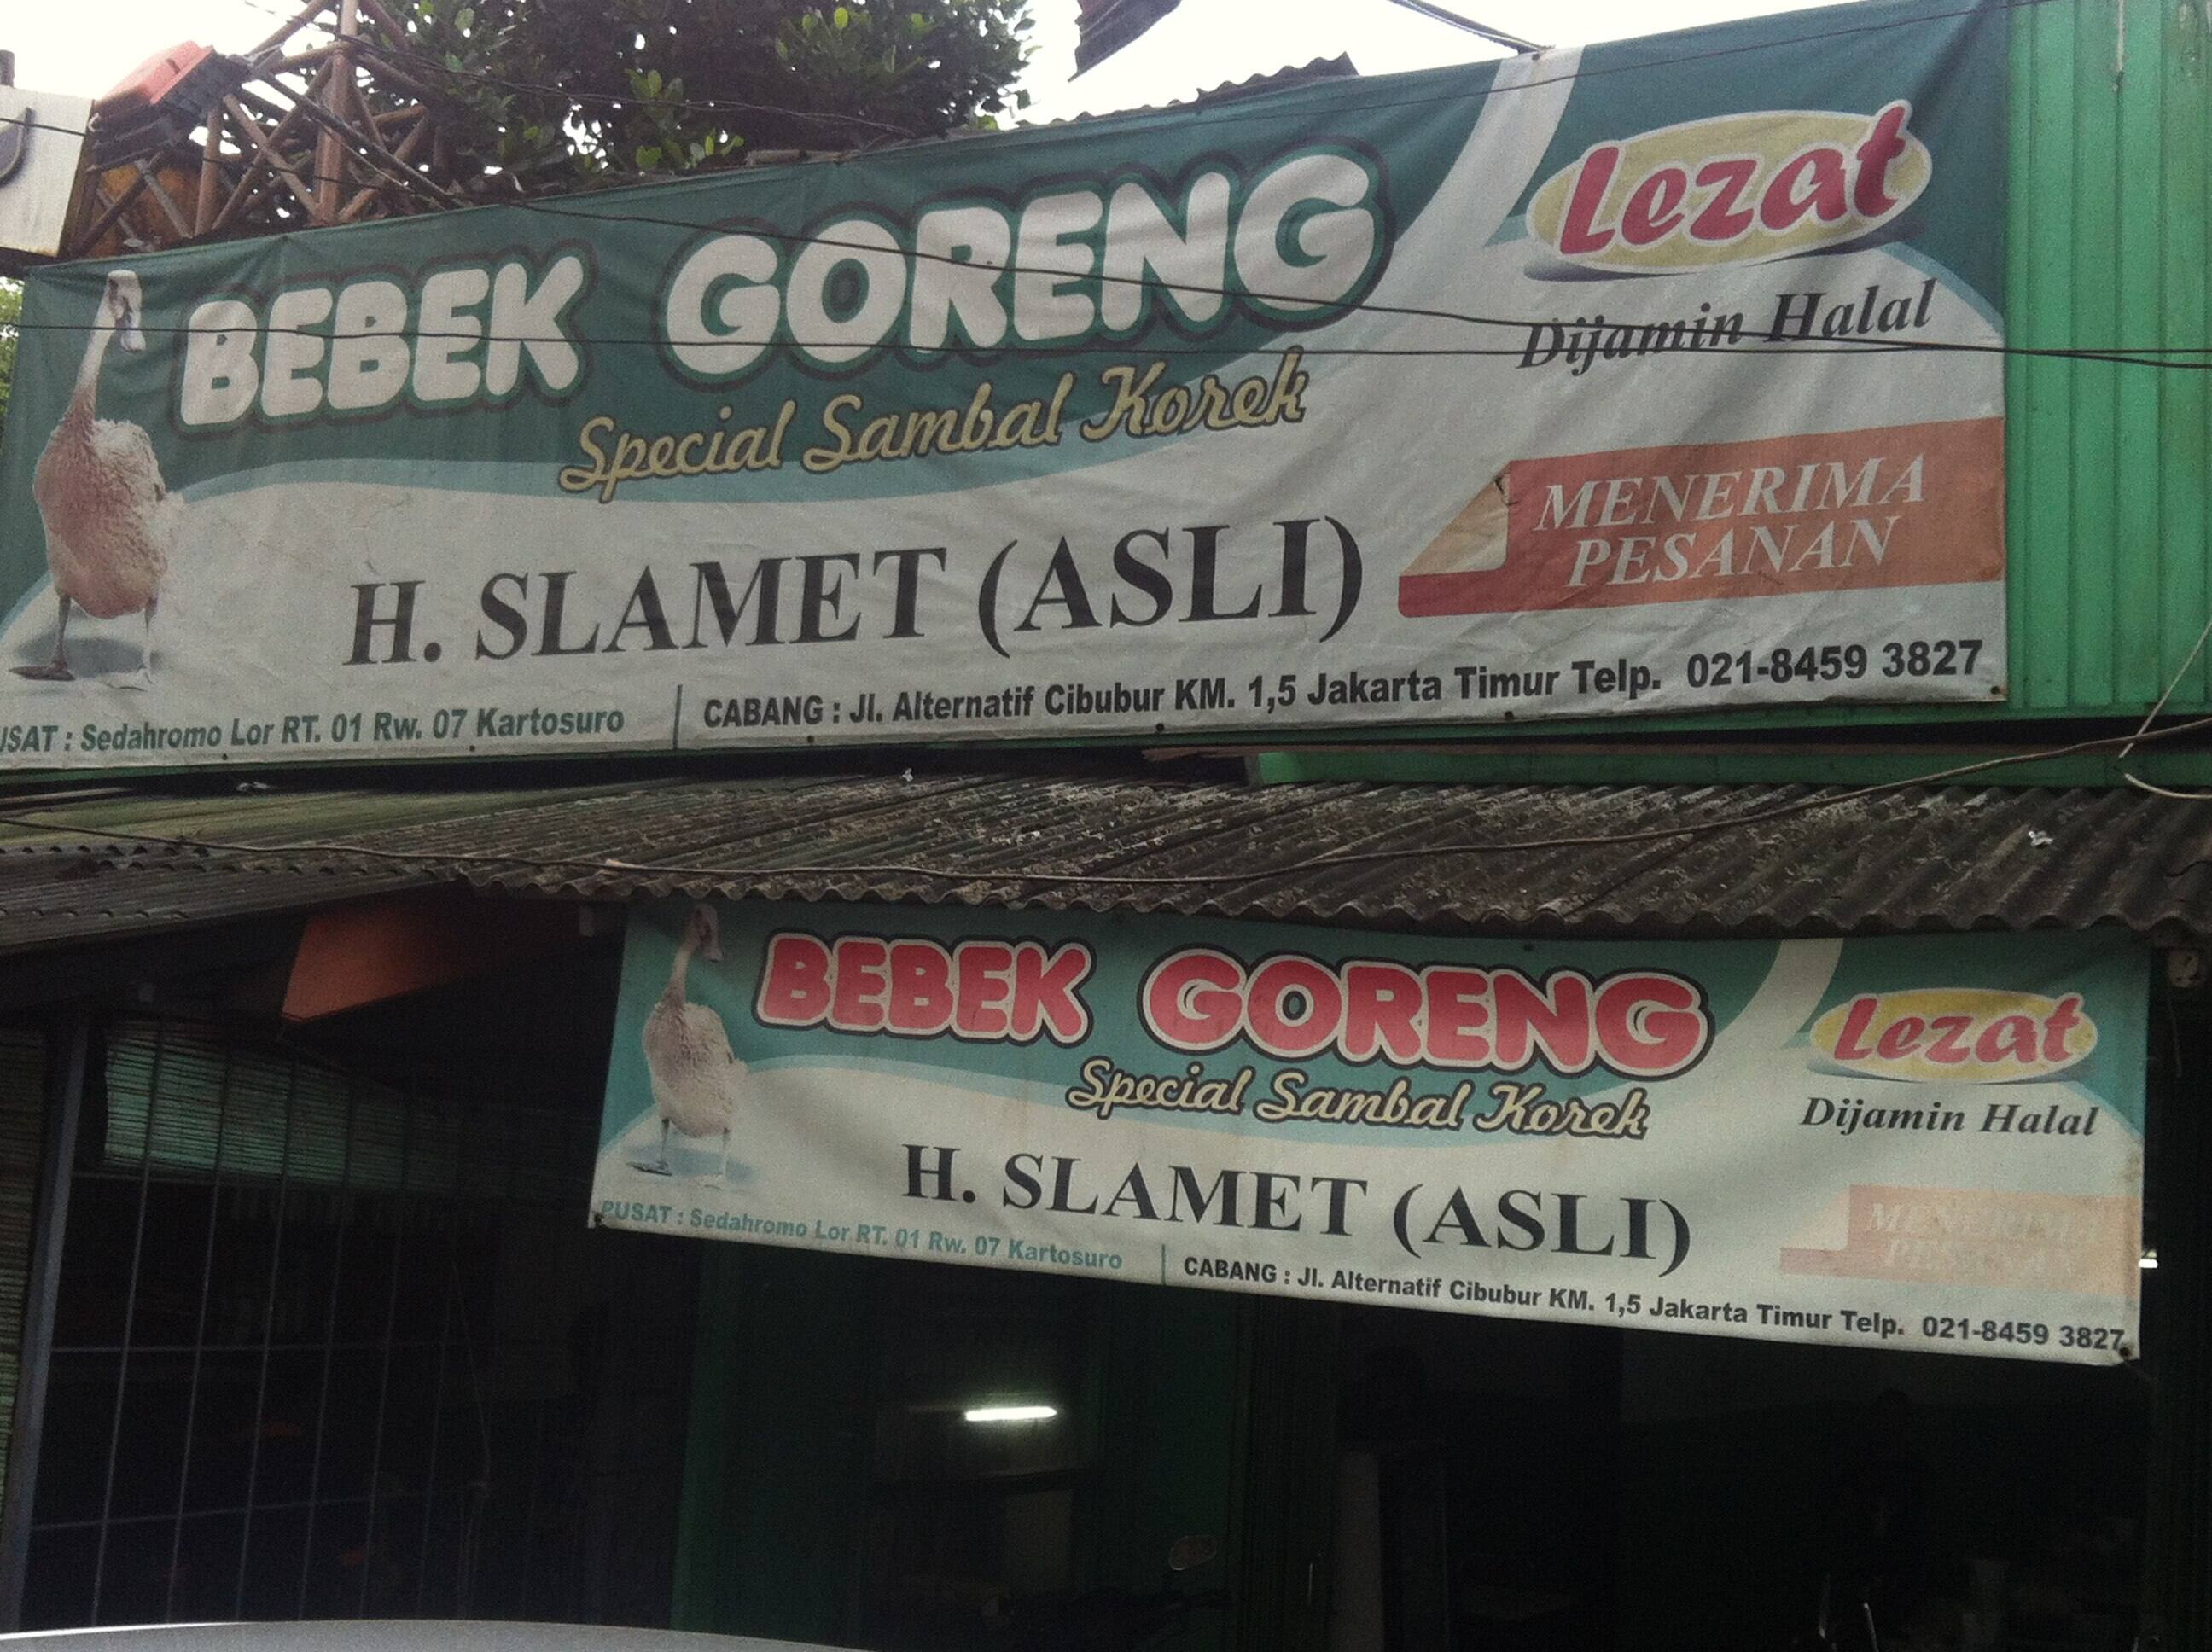 BEBEK GORENG
Special Sambal Korek
H. SLAMET (ASLI)
Lezat
Dijamin Halal
MENERIMA
PESANAN
USAT : Sedahromo Lor RT. 01 Rw. 07 Kartosuro
CABANG : Jl. Alternatif Cibubur KM. 1,5 Jakarta Timur Telp. 021-8459 3827
BEBEK GORENG
Special Sambal Korek
H. SLAMET (ASLI)
Lezat
Dijamin Halal
MENERIMA
PESANAN
PUSAT : Sedahromo Lor RT. 01 Rw. 07 Kartosuro
CABANG : Jl. Alternatif Cibubur KM. 1,5 Jakarta Timur Telp. 021-8459 3827